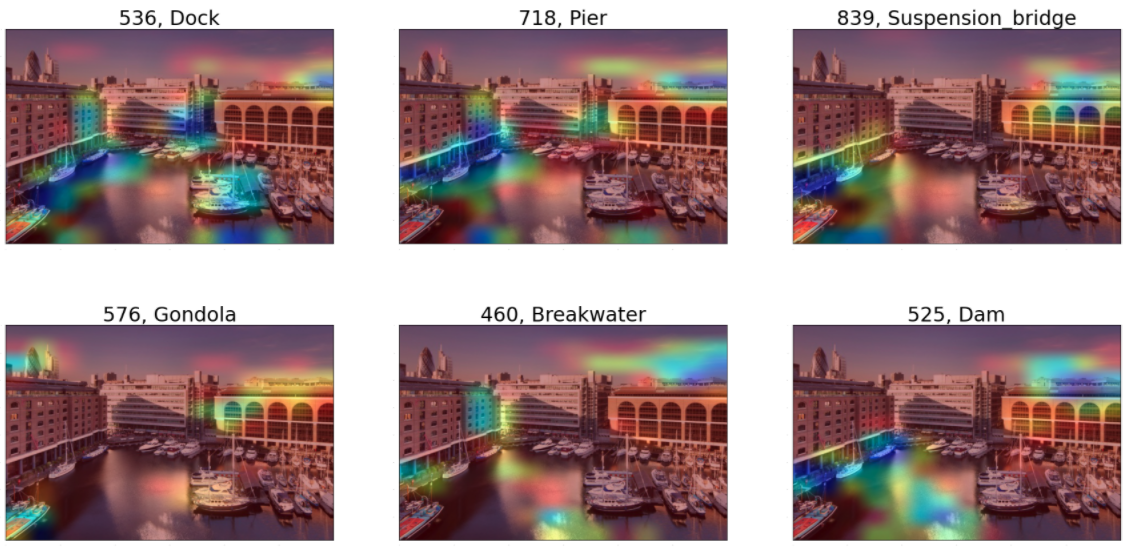 536, Dock
718, Pier
839, Suspension_bridge
576, Gondola
460, Breakwater
525, Dam